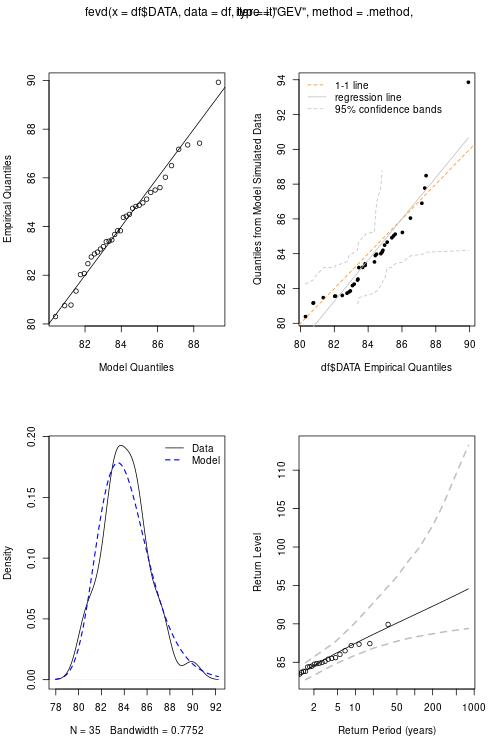 fevd(x = df$DATA, data = df, type = "GEV", method = .method,
90
88
86
84
82
80
Empirical Quantiles
82 84 86 88
Model Quantiles
1-1 line
regression line
95% confidence bands
94
92
90
88
86
84
82
80
Quantiles from Model Simulated Data
80 82 84 86 88 90
df$DATA Empirical Quantiles
Data
Model
0.20
0.15
0.10
0.05
0.00
Density
78 80 82 84 86 88 90 92
N = 35 Bandwidth = 0.7752
110
105
100
95
90
85
Return Level
2 5 10 50 200 1000
Return Period (years)